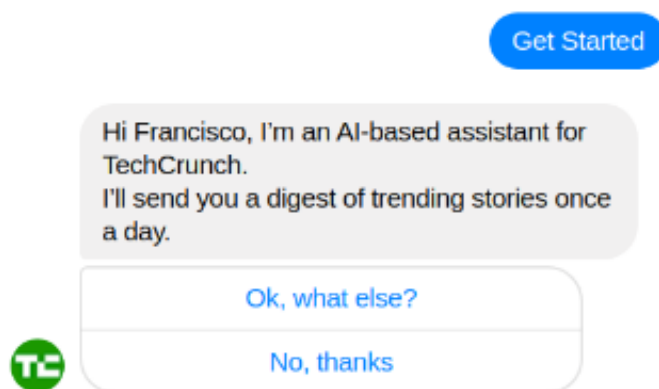 Get Started
Hi Francisco, I'm an AI-based assistant for
TechCrunch.
I'll send you a digest of trending stories once
a day.
Ok, what else?
TC
No, thanks